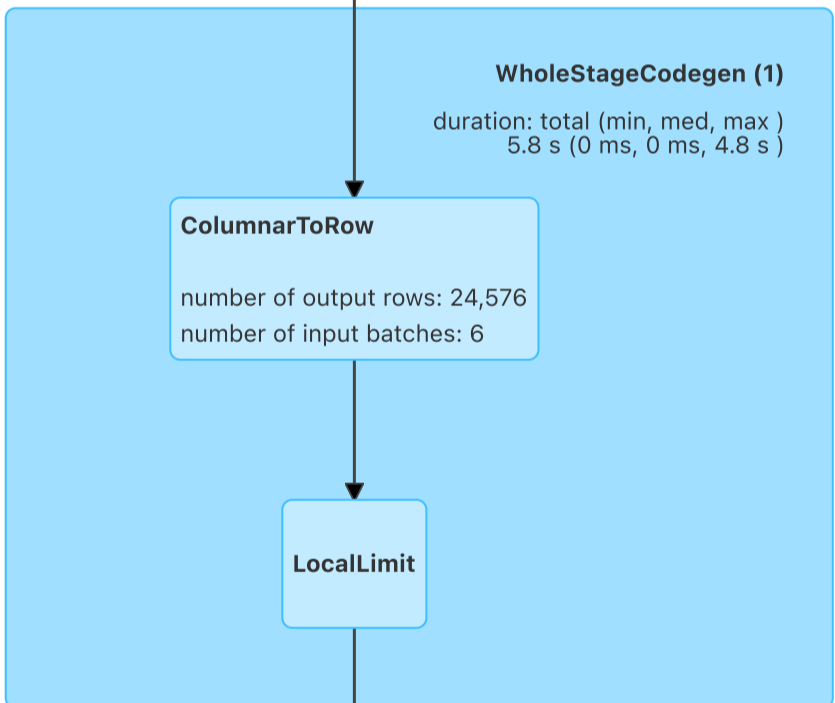 WholeStageCodegen (1)
duration: total (min, med, max )
5.8 s (0 ms, 0 ms, 4.8 s )
ColumnarToRow
number of output rows: 24,576
number of input batches: 6
LocalLimit